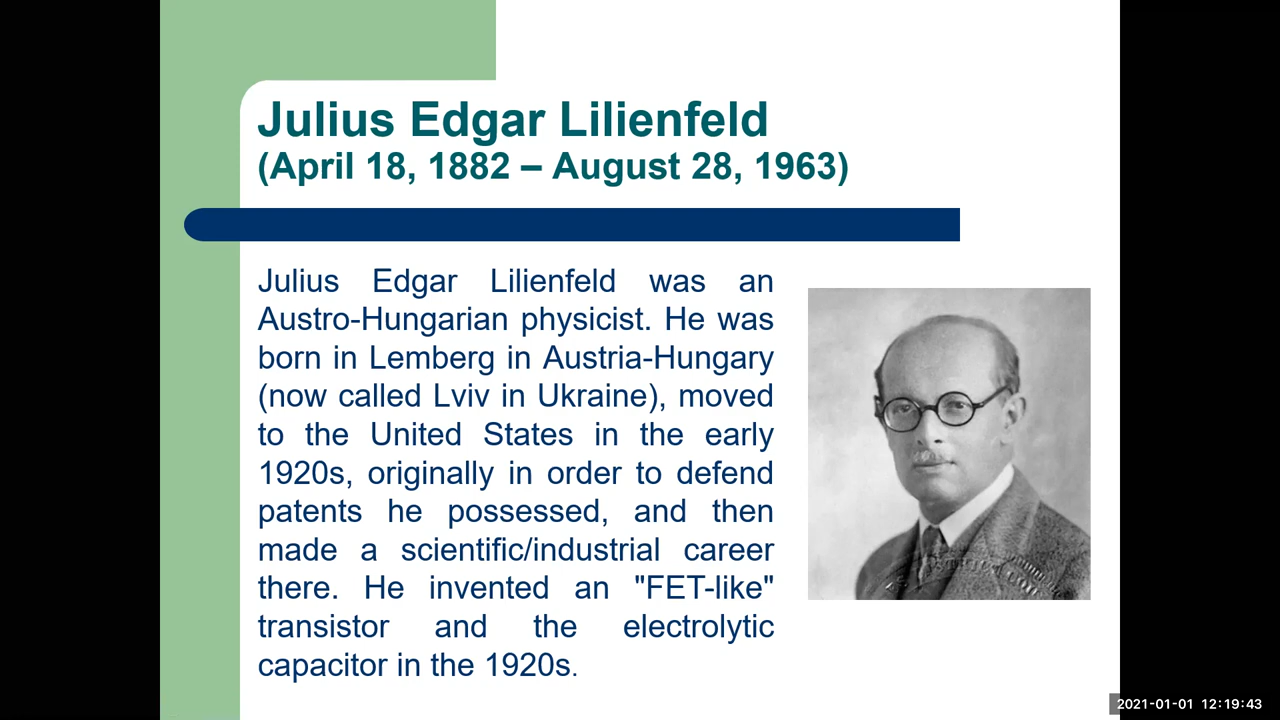 Julius Edgar Lilienfeld
(April 18, 1882 – August 28, 1963)
Julius Edgar Lilienfeld was an
Austro-Hungarian physicist. He was
born in Lemberg in Austria-Hungary
(now called Lviv in Ukraine), moved
to the United States in the early
1920s, originally in order to defend
patents he possessed, and then
made a scientific/industrial career
there. He invented an "FET-like"
transistor and the electrolytic
capacitor in the 1920s.
2021-01-01 12:19:43